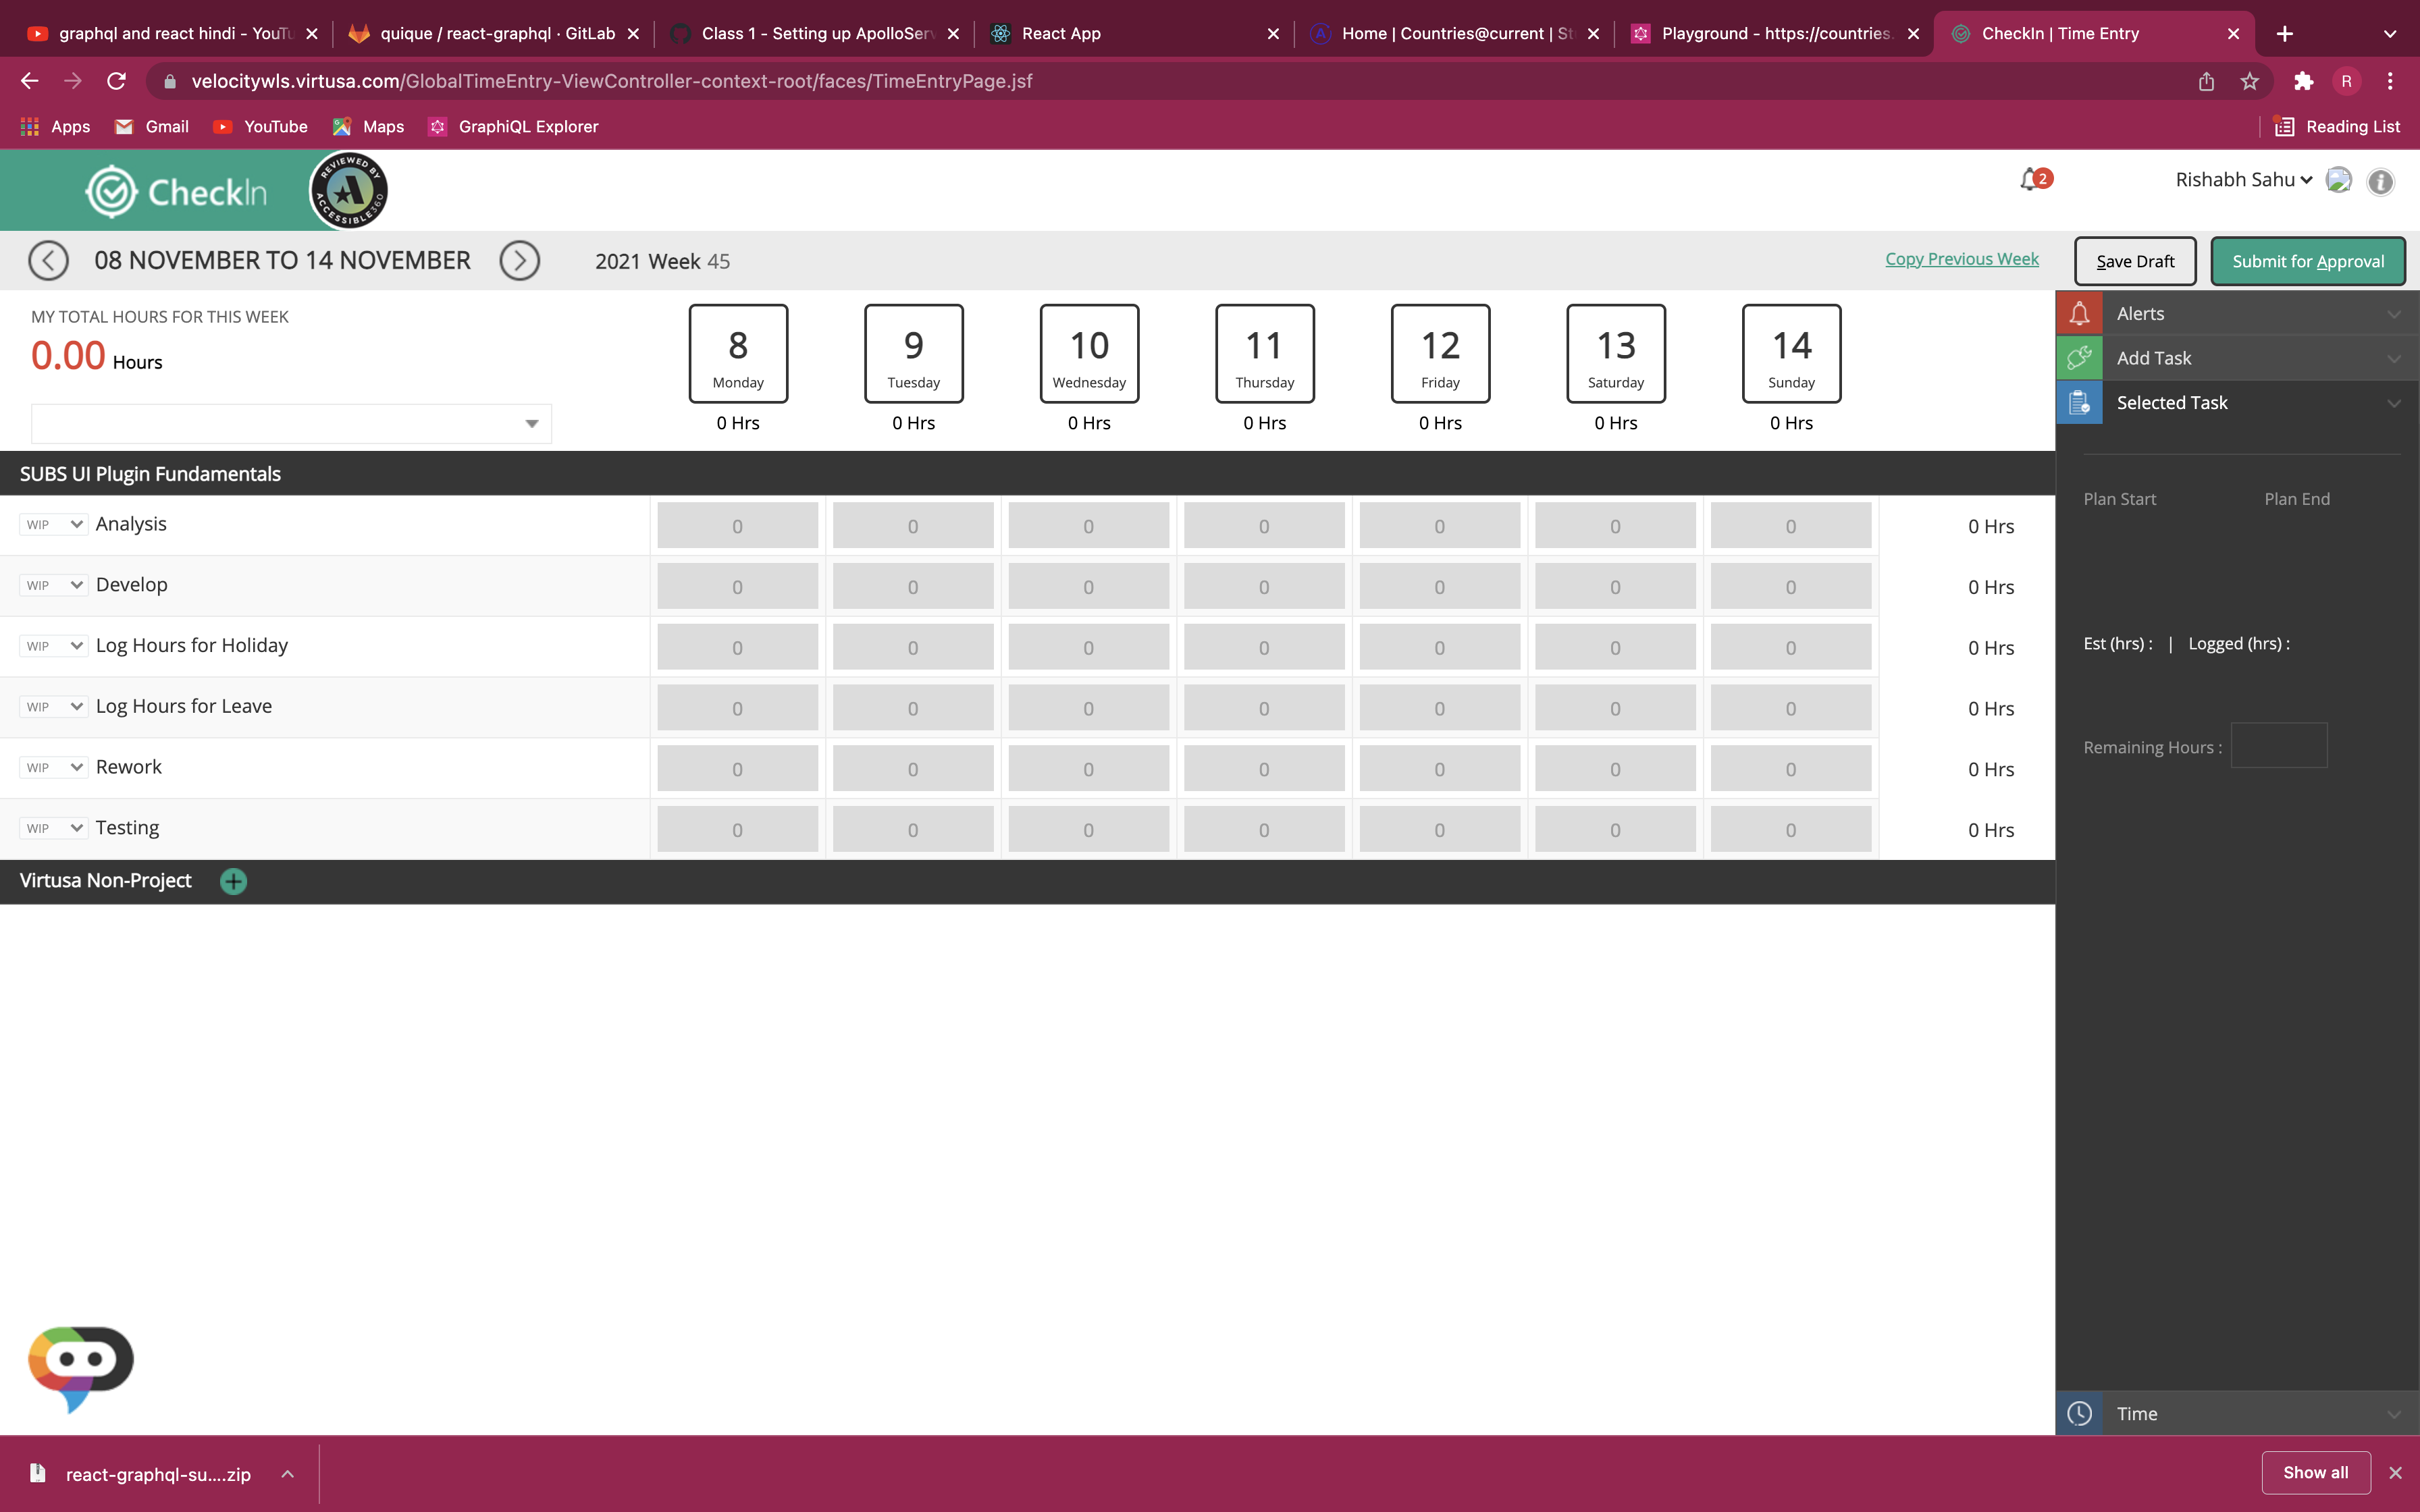 graphql and react hindi - YouTu
quique / react-graphql · GitLab
Class 1 - Setting up ApolloServ
React App
Home | Countries@current | St
Playground - https://countries.
CheckIn | Time Entry
velocitywls.virtusa.com/GlobalTimeEntry-ViewController-context-root/faces/TimeEntryPage.jsf
R
Apps
Gmail
YouTube
Maps
GraphiQL Explorer
Reading List
CheckIn
REVIEWED BY
A
ACCESSIBLE360
2
Rishabh Sahu
i
08 NOVEMBER TO 14 NOVEMBER
2021 Week 45
Copy Previous Week
Save Draft
Submit for Approval
MY TOTAL HOURS FOR THIS WEEK
0.00 Hours
8 9 10 11 12 13 14
Monday Tuesday Wednesday Thursday Friday Saturday Sunday
0 Hrs 0 Hrs 0 Hrs 0 Hrs 0 Hrs 0 Hrs 0 Hrs
SUBS UI Plugin Fundamentals
WIP Analysis 0 0 0 0 0 0 0 0 Hrs
WIP Develop 0 0 0 0 0 0 0 0 Hrs
WIP Log Hours for Holiday 0 0 0 0 0 0 0 0 Hrs
WIP Log Hours for Leave 0 0 0 0 0 0 0 0 Hrs
WIP Rework 0 0 0 0 0 0 0 0 Hrs
WIP Testing 0 0 0 0 0 0 0 0 Hrs
Virtusa Non-Project
Alerts
Add Task
Selected Task
Plan Start Plan End
Est (hrs) : | Logged (hrs) :
Remaining Hours :
Time
react-graphql-su....zip
Show all